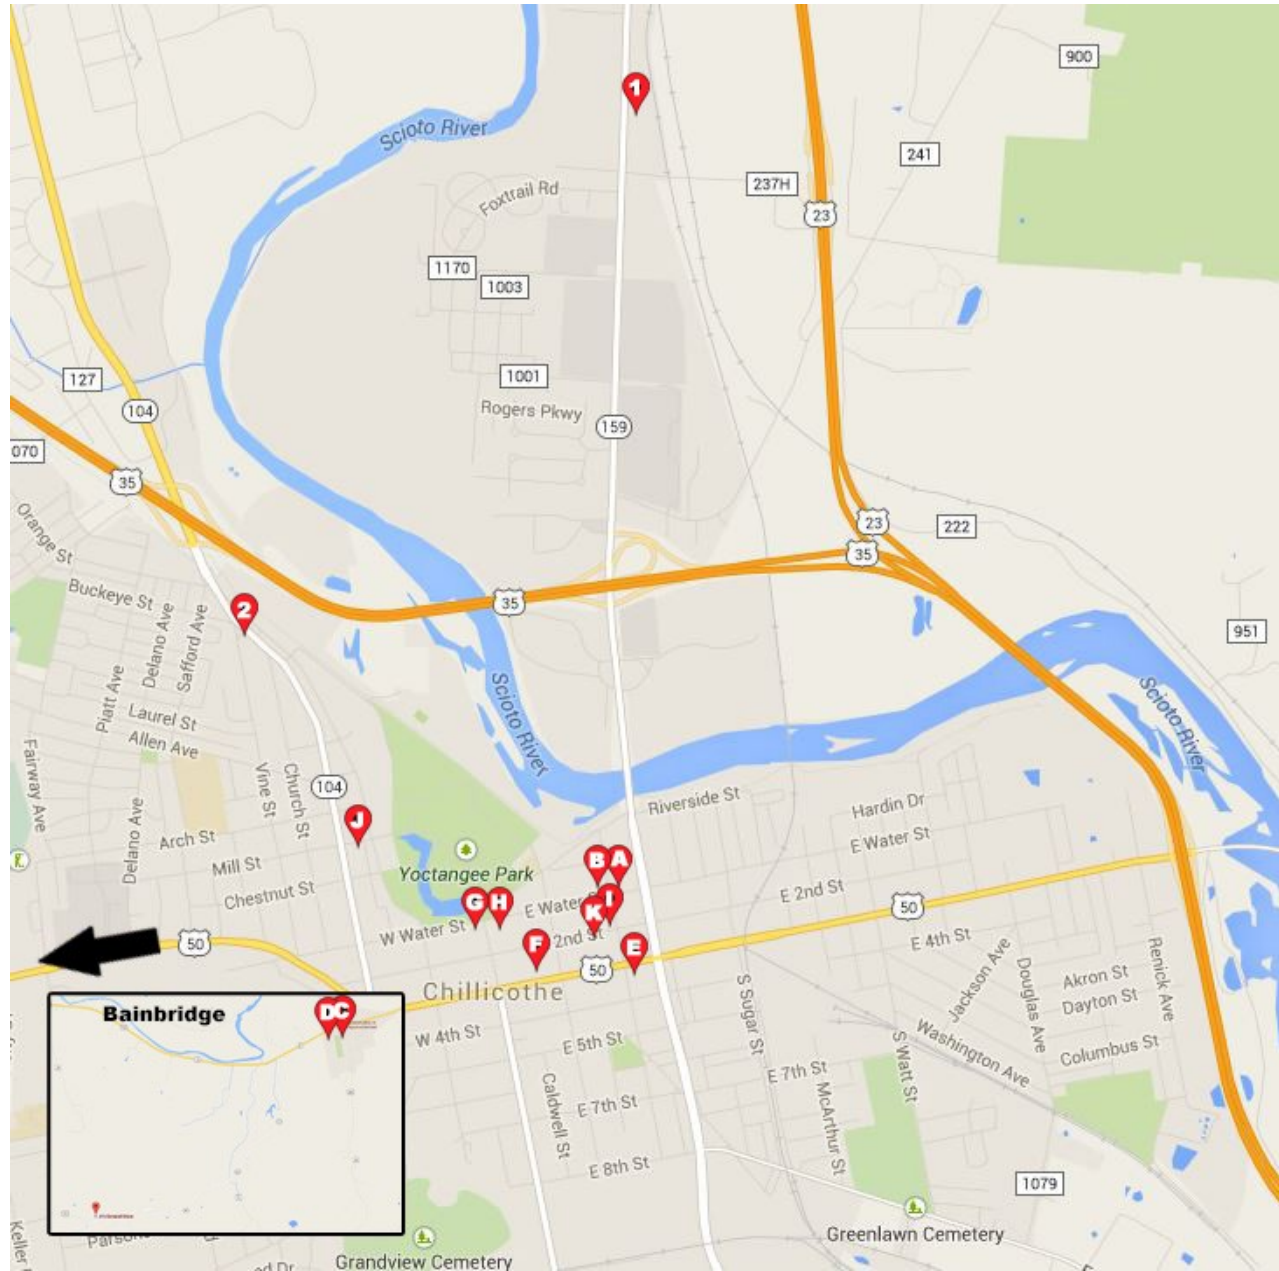 1
900
Scioto River
241
237H
Foxtrail Rd
23
1170
1003
127
1001
104
Rogers Pkwy
159
070
35
23
222
35
Orange St
Buckeye St
35
2
951
Delano Ave
Safford Ave
Piatt Ave
Scioto River
Scioto River
Laurel St
Allen Ave
Fairway Ave
Vine St
Church St
104
Riverside St
Hardin Dr
J
Delano Ave
Arch St
E Water St
Mill St
Yoctangee Park
B
A
Chestnut St
E 2nd St
50
G
H
E Water
I
K
W Water St
2nd St
F
E
E 4th St
50
50
Chillicothe
Jackson Ave
Douglas Ave
Renick Ave
Akron St
Dayton St
Bainbridge
D
C
W 4th St
E 5th St
S Sugar St
S Watt St
Washington Ave
Columbus St
E 7th St
Caldwell St
E 7th St
McArthur St
E 8th St
1079
Keller
Parson
Greenlawn Cemetery
Grandview Cemetery